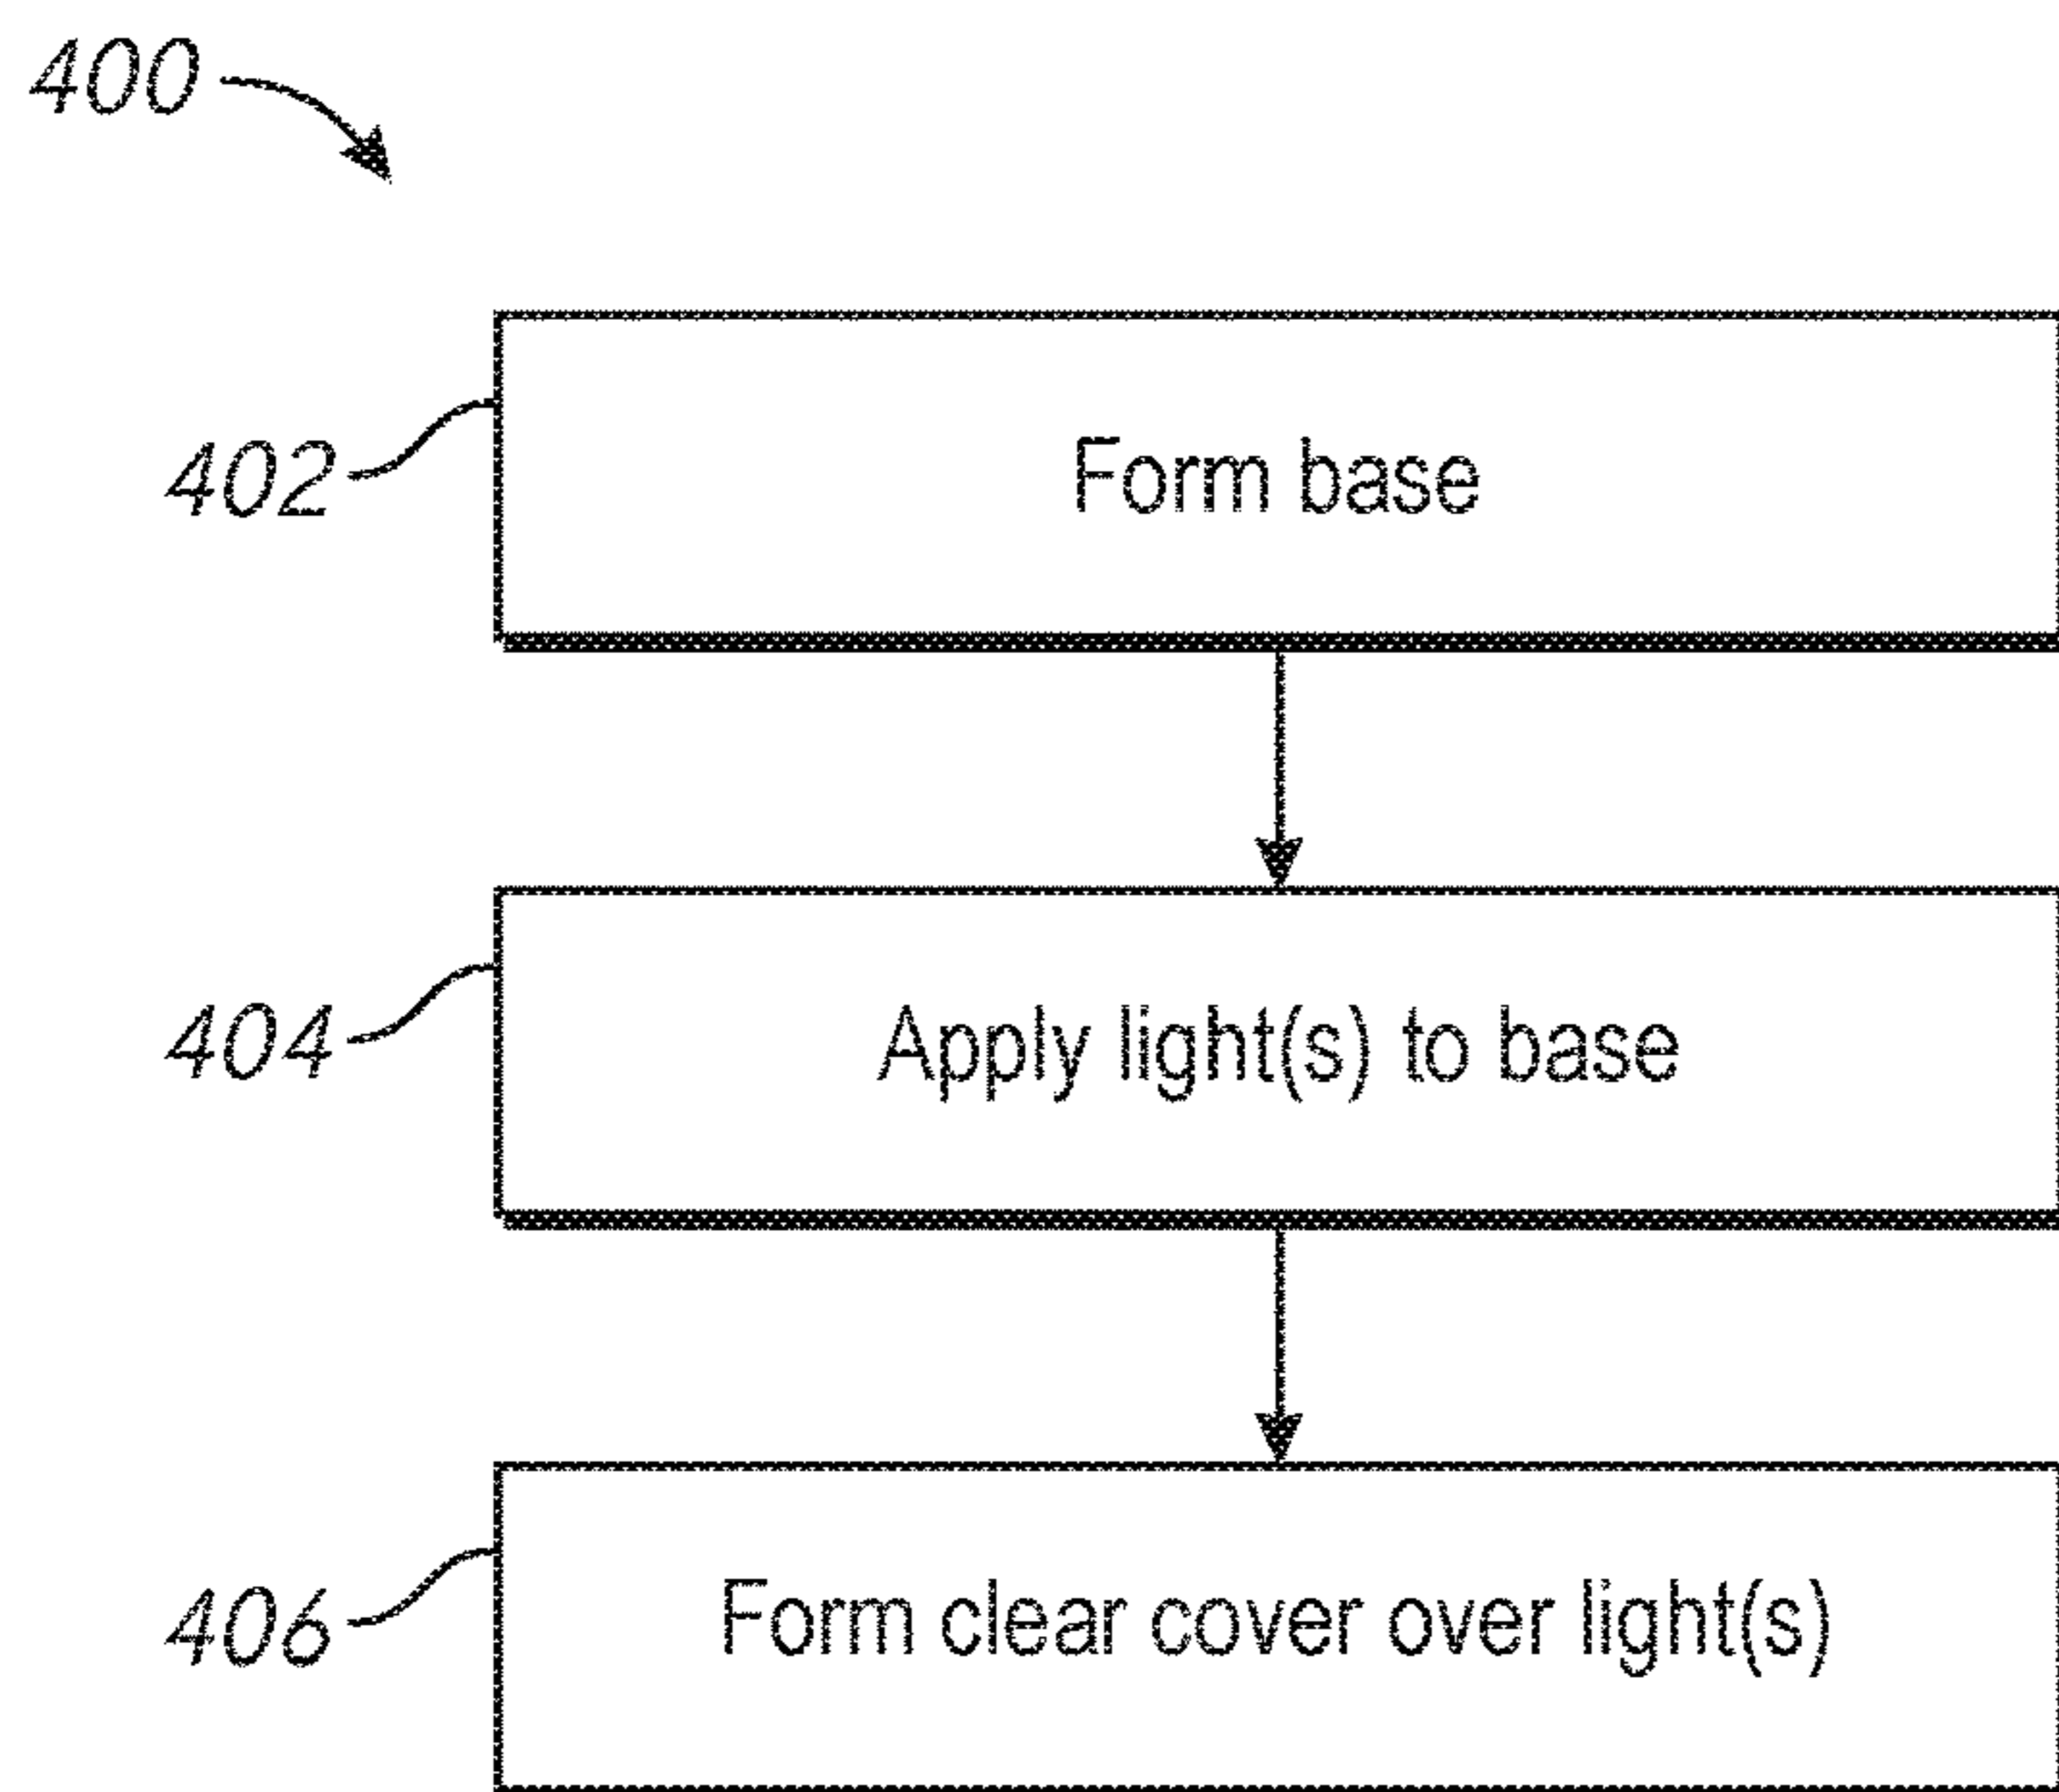 400
402
Form base
404
Apply light(s) to base
406
Form clear cover over light(s)